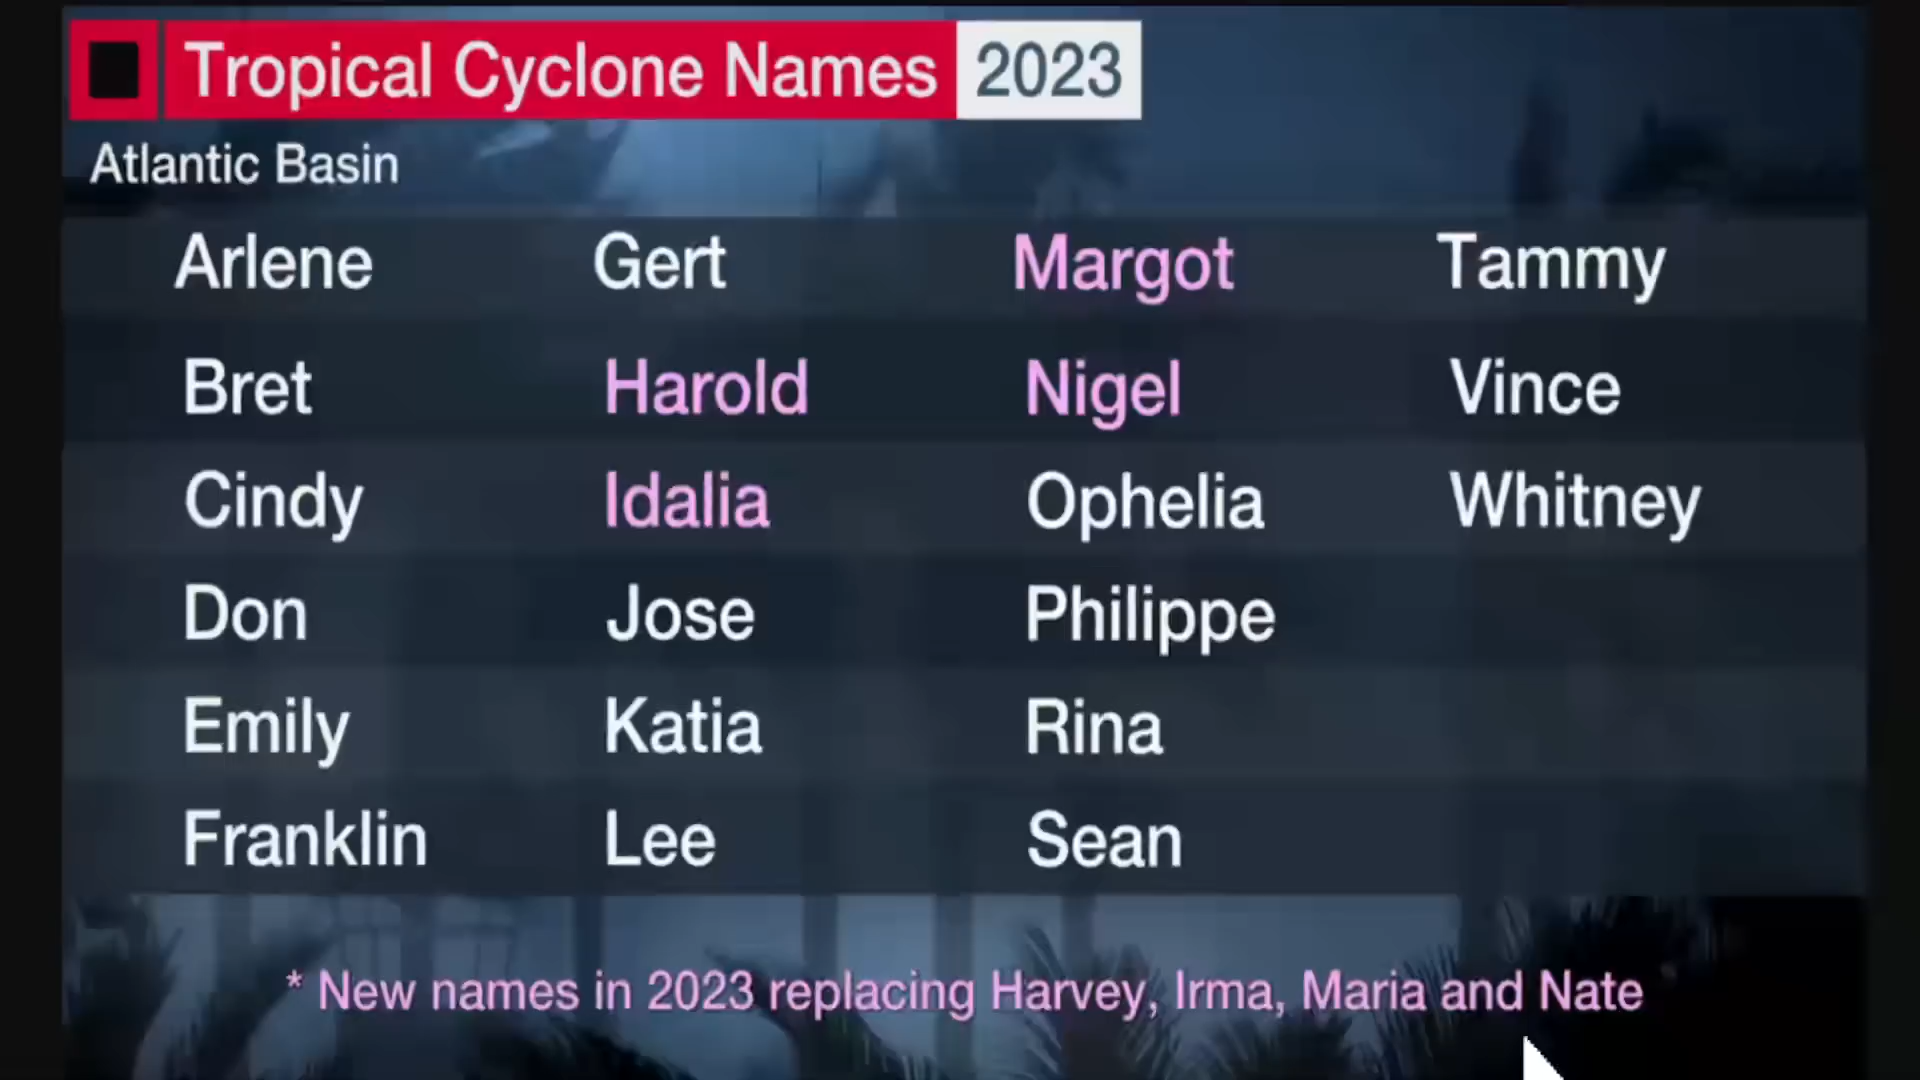 Tropical Cyclone Names 2023
Atlantic Basin
Arlene Gert Margot Tammy
Bret Harold Nigel Vince
Cindy Idalia Ophelia Whitney
Don Jose Philippe
Emily Katia Rina
Franklin Lee Sean
* New names in 2023 replacing Harvey, Irma, Maria and Nate